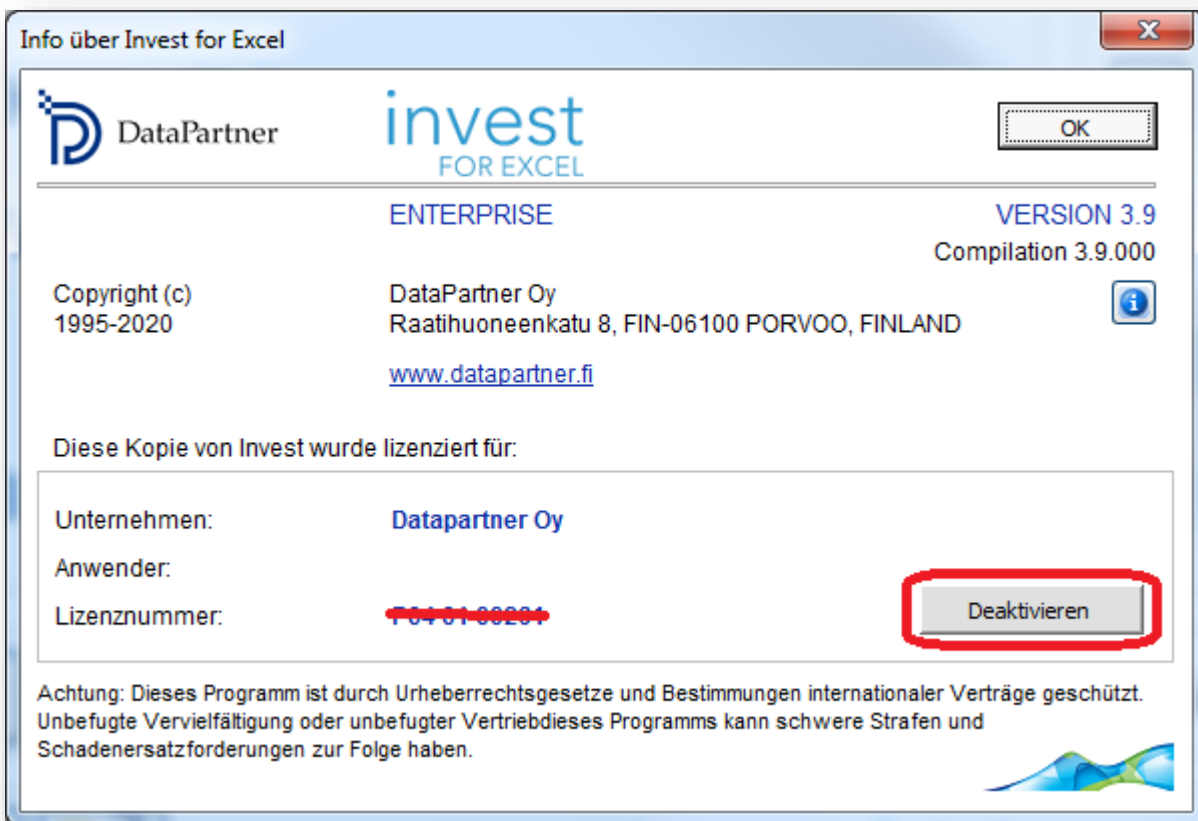 Info über Invest for Excel
DataPartner
invest
FOR EXCEL
OK
ENTERPRISE
VERSION 3.9
Compilation 3.9.000
Copyright (c)
1995-2020
DataPartner Oy
Raatihuoneenkatu 8, FIN-06100 PORVOO, FINLAND
www.datapartner.fi
Diese Kopie von Invest wurde lizenziert für:
Unternehmen:
Datapartner Oy
Anwender:
Lizenznummer:
Deaktivieren
Achtung: Dieses Programm ist durch Urheberrechtsgesetze und Bestimmungen internationaler Verträge geschützt.
Unbefugte Vervielfältigung oder unbefugter Vertriebdieses Programms kann schwere Strafen und
Schadenersatzforderungen zur Folge haben.